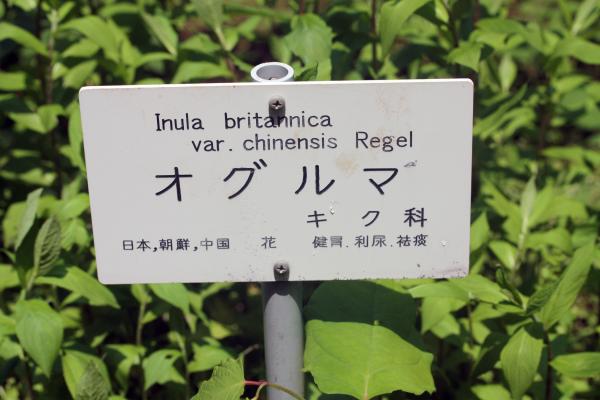 Inula britannica
var. chinensis Regel
オグルマ
キク科
日本,朝鮮,中国 花 健胃.利尿.祛痰